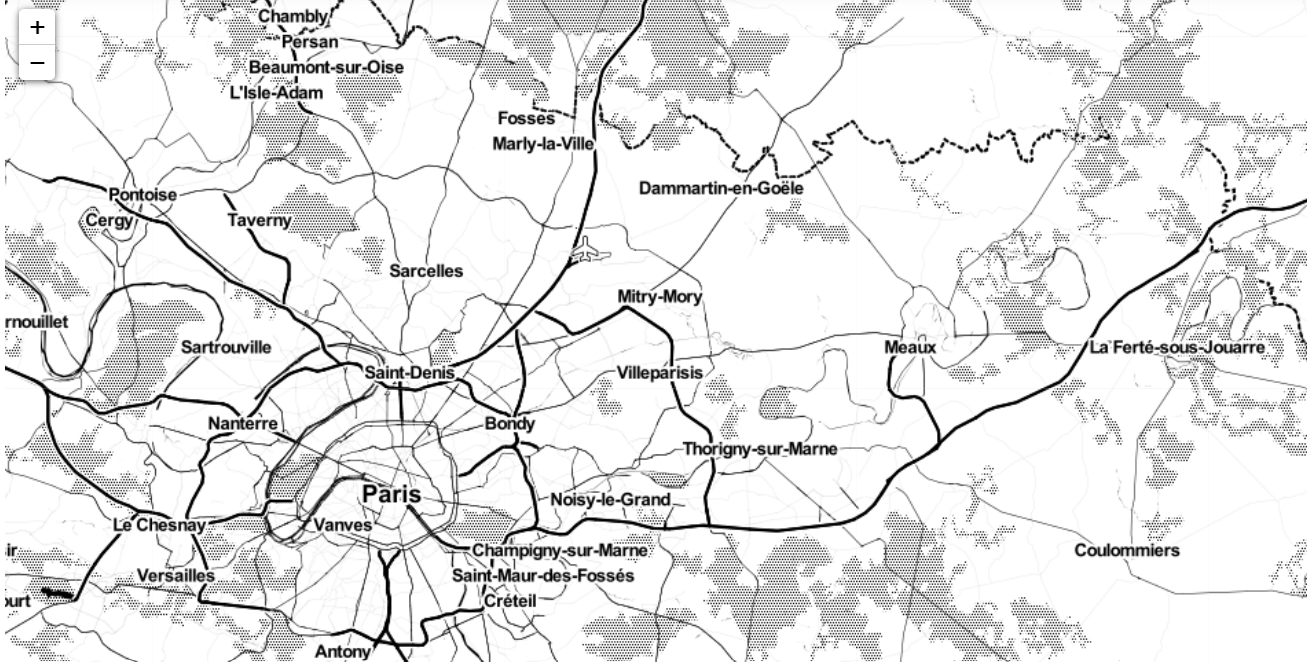 +
Chambly
Persan
−
Beaumont-sur-Oise
L'Isle-Adam
Fosses
Marly-la-Ville
Dammartin-en-Goële
Pontoise
Cergy
Taverny
Sarcelles
Mitry-Mory
rnouillet
Sartrouville
Meaux
La Ferté-sous-Jouarre
Saint-Denis
Villeparisis
Nanterre
Bondy
Thorigny-sur-Marne
Paris
Noisy-le-Grand
Le Chesnay
Vanves
ir
Champigny-sur-Marne
Coulommiers
Versailles
Saint-Maur-des-Fossés
ourt
Créteil
Antony